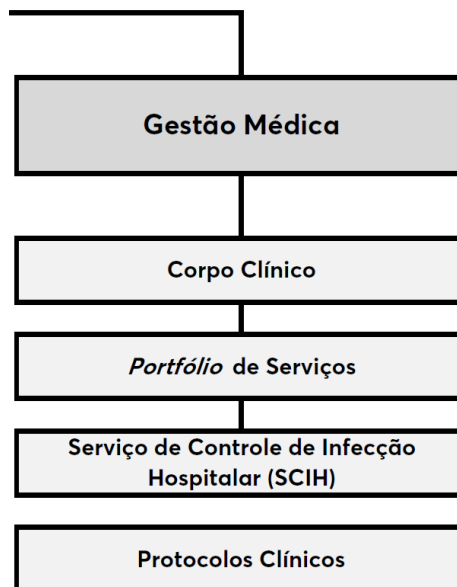 Gestão Médica
Corpo Clínico
Portfólio de Serviços
Serviço de Controle de Infecção
Hospitalar (SCIH)
Protocolos Clínicos